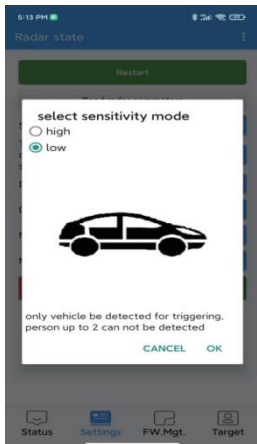 5:13 PM
Radar state
Restart
select sensitivity mode
high
low
only vehicle be detected for triggering,
person up to 2 can not be detected
CANCEL OK
Status Settings FW.Mgt. Target